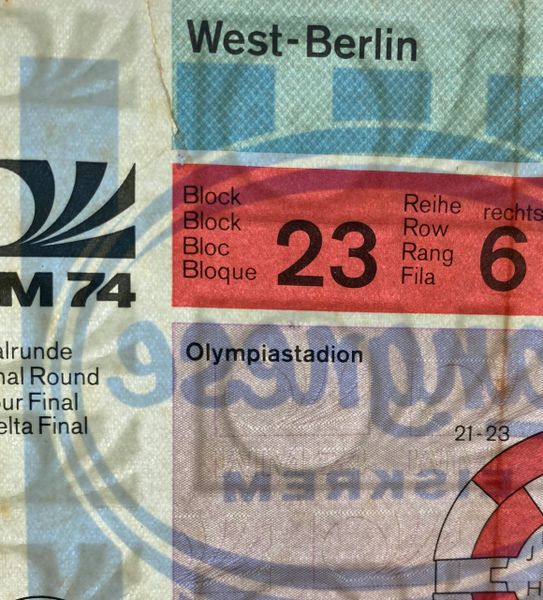 West-Berlin
Block
Block
Bloc
Bloque
23
Reihe
Row
Rang
Fila
rechts
6
M 74
alrunde
nal Round
our Final
elta Final
Olympiastadion
21-23
EISKREM
J
H